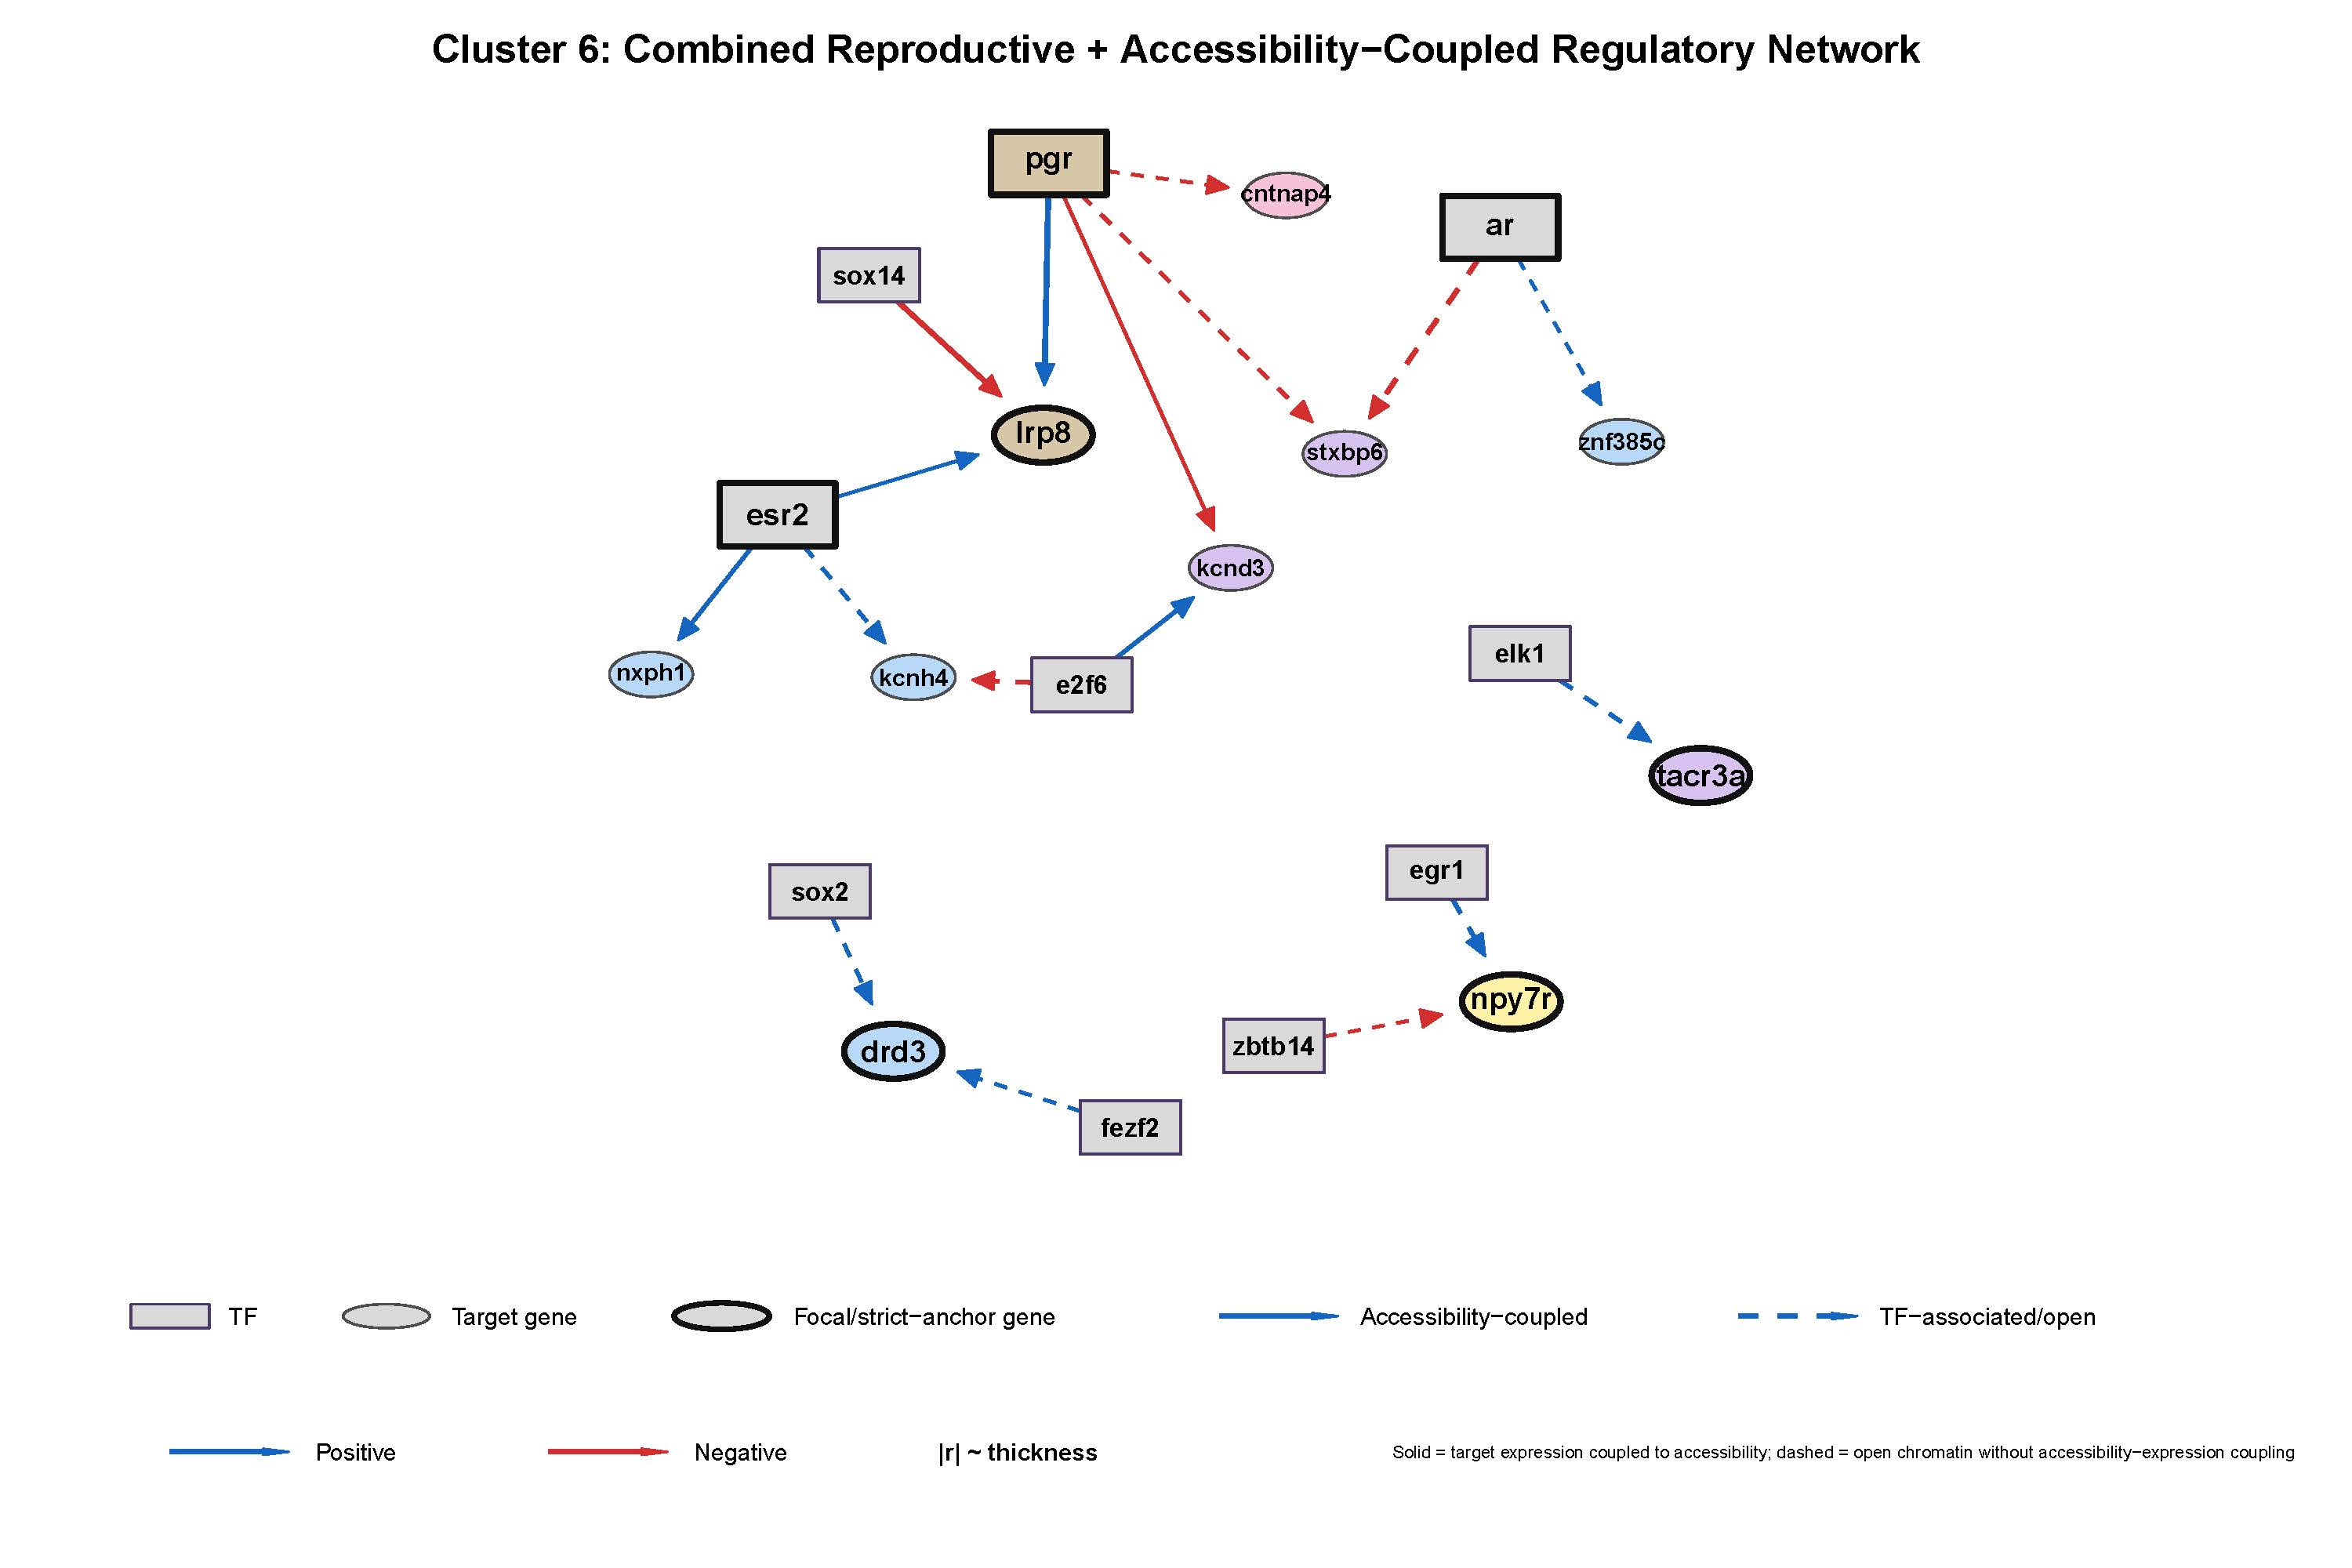 Cluster 6: Combined Reproductive + Accessibility−Coupled Regulatory Network
pgr
cntnap4
ar
sox14
lrp8
znf385c
stxbp6
esr2
kcnd3
nxph1
kcnh4
e2f6
elk1
tacr3a
egr1
sox2
npy7r
zbtb14
drd3
fezf2
TF
Target gene
Focal/strict−anchor gene
Accessibility−coupled
TF−associated/open
Positive
Negative
|r| ~ thickness
Solid = target expression coupled to accessibility; dashed = open chromatin without accessibility−expression coupling